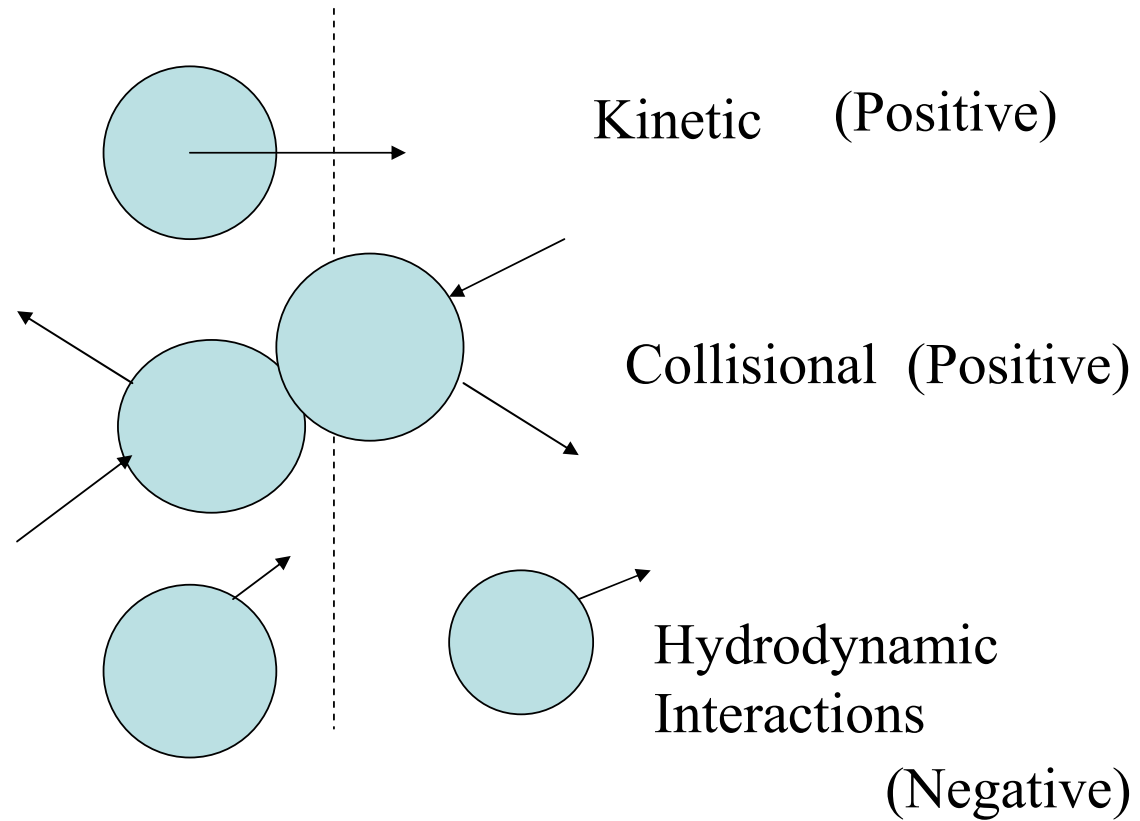 Kinetic (Positive)
Collisional (Positive)
Hydrodynamic
Interactions
(Negative)